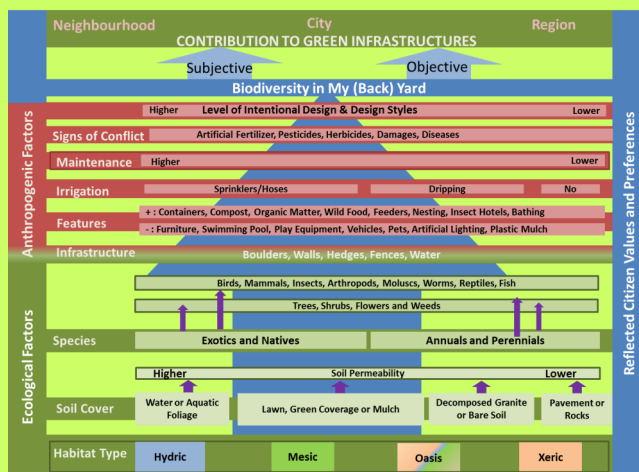 Neighbourhood City Region
CONTRIBUTION TO GREEN INFRASTRUCTURES
Subjective Objective
Biodiversity in My (Back) Yard
Anthropogenic Factors
Higher Level of Intentional Design & Design Styles Lower
Signs of Conflict Artificial Fertilizer, Pesticides, Herbicides, Damages, Diseases
Maintenance Higher Lower
Irrigation Sprinklers/Hoses Dripping No
Features
+ : Containers, Compost, Organic Matter, Wild Food, Feeders, Nesting, Insect Hotels, Bathing
- : Furniture, Swimming Pool, Play Equipment, Vehicles, Pets, Artificial Lighting, Plastic Mulch
Infrastructure Boulders, Walls, Hedges, Fences, Water
Ecological Factors
Birds, Mammals, Insects, Arthropods, Moluscs, Worms, Reptiles, Fish
Trees, Shrubs, Flowers and Weeds
Species Exotics and Natives Annuals and Perennials
Higher Soil Permeability Lower
Soil Cover
Water or Aquatic
Foliage
Lawn, Green Coverage or Mulch
Decomposed Granite
or Bare Soil
Pavement or
Rocks
Habitat Type Hydric Mesic Oasis Xeric
Reflected Citizen Values and Preferences